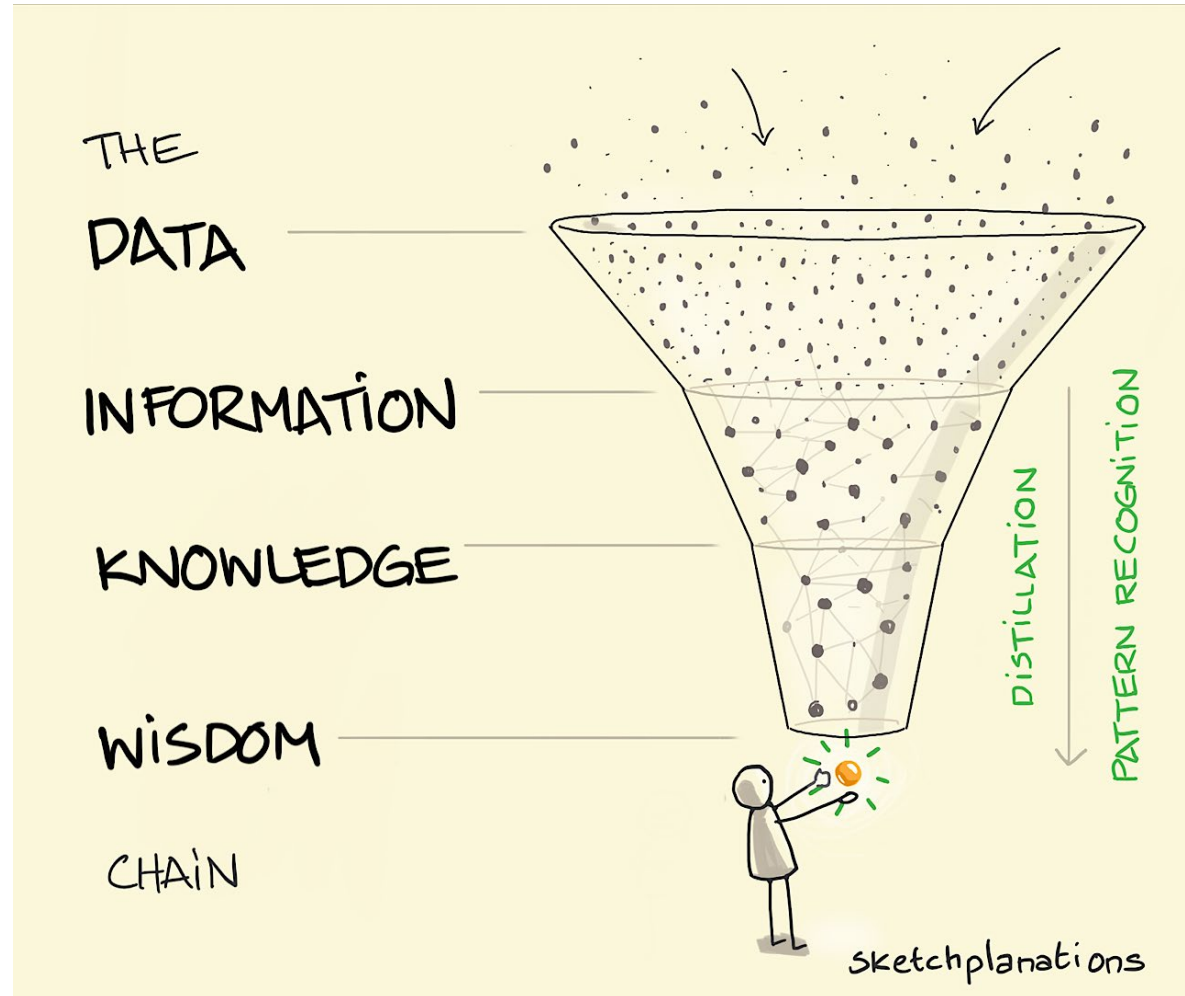 THE
DATA
INFORMATION
KNOWLEDGE
WISDOM
CHAIN
DISTILLATION
PATTERN RECOGNITION
sketchplanations